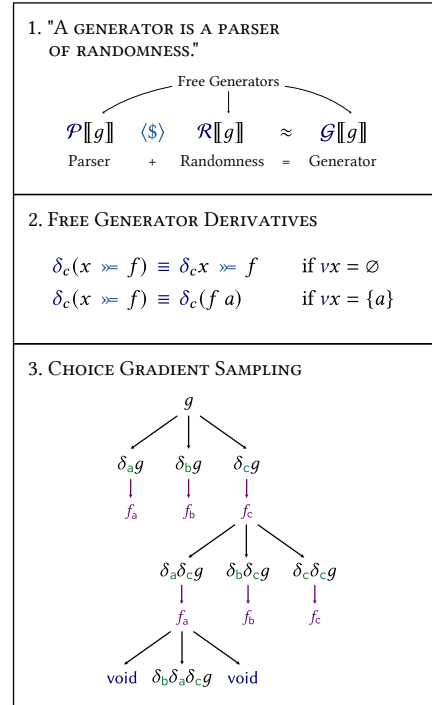 1. "A GENERATOR IS A PARSER
OF RANDOMNESS."
Free Generators
𝒫⟦g⟧ ⟨$⟩ ℛ⟦g⟧ ≈ 𝒢⟦g⟧
Parser + Randomness = Generator
2. FREE GENERATOR DERIVATIVES
δc(x ≫= f) ≡ δcx ≫= f if νx = ∅
δc(x ≫= f) ≡ δc(f a) if νx = {a}
3. CHOICE GRADIENT SAMPLING
g
δag δbg δcg
fa fb fc
δaδcg δbδcg δcδcg
fa fb fc
void δbδaδcg void